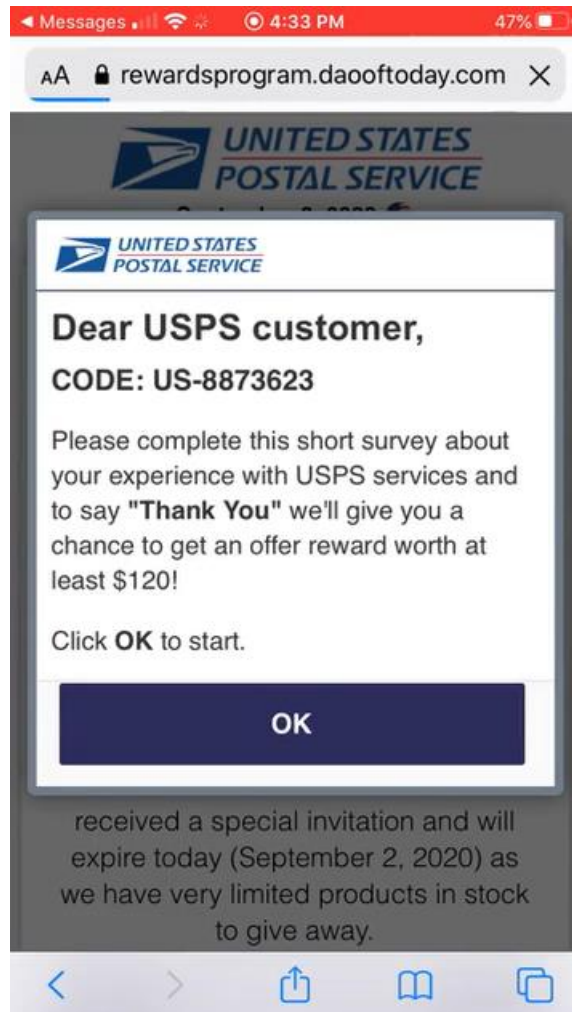 Messages 4:33 PM 47%
AA rewardsprogram.daooftoday.com
UNITED STATES
POSTAL SERVICE
UNITED STATES
POSTAL SERVICE
Dear USPS customer,
CODE: US-8873623
Please complete this short survey about
your experience with USPS services and
to say "Thank You" we'll give you a
chance to get an offer reward worth at
least $120!
Click OK to start.
OK
received a special invitation and will
expire today (September 2, 2020) as
we have very limited products in stock
to give away.